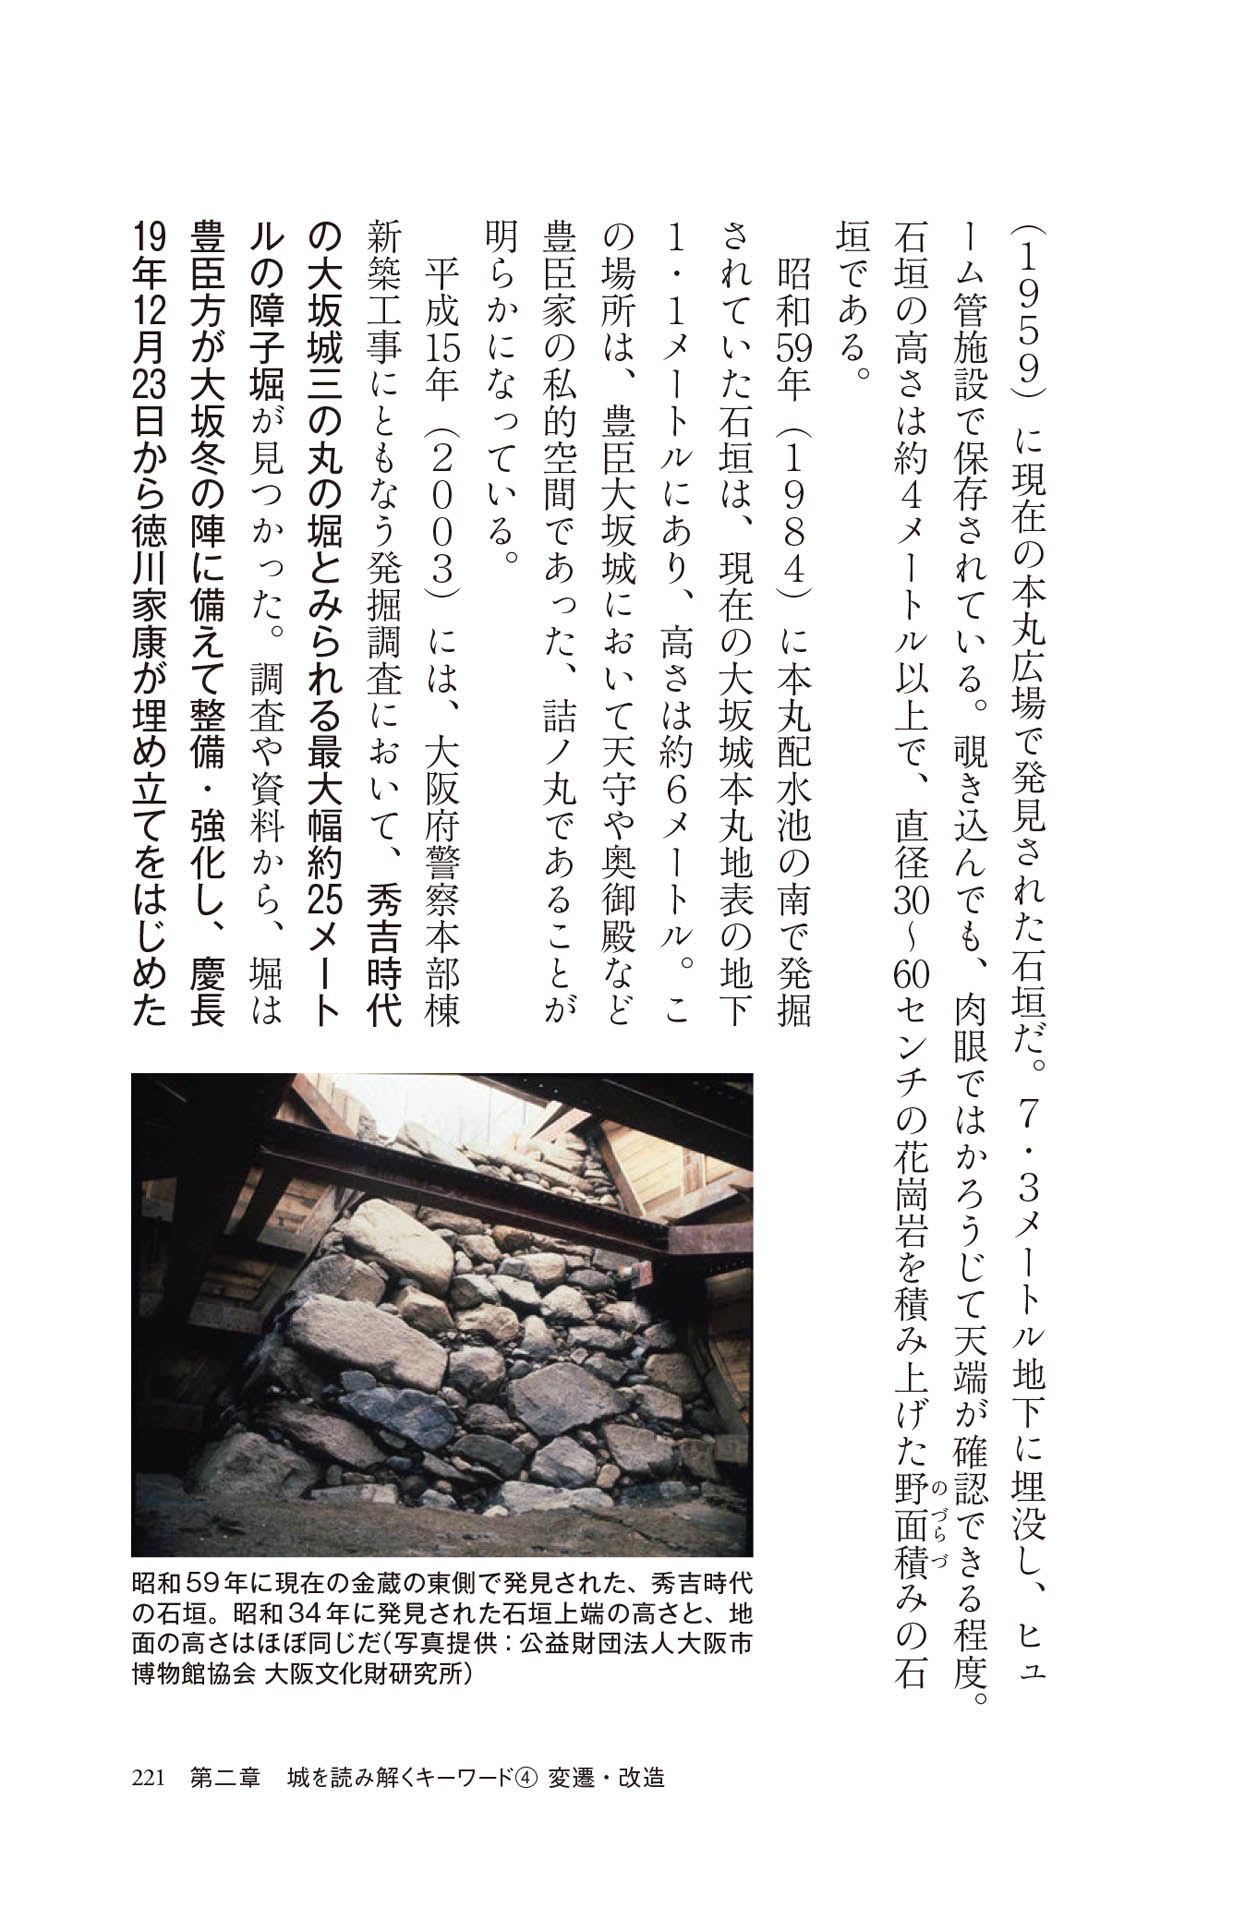 （1959）に現在の本丸広場で発見された石垣だ。7・3メートル地下に埋没し、ヒュ
ーム管施設で保存されている。覗き込んでも、肉眼ではかろうじて天端が確認できる程度。
石垣の高さは約4メートル以上で、直径30〜60センチの花崗岩を積み上げた野面積みの石
のづらづ
垣である。
昭和59年（1984）に本丸配水池の南で発掘
されていた石垣は、現在の大坂城本丸地表の地下
1・1メートルにあり、高さは約6メートル。こ
の場所は、豊臣大坂城において天守や奥御殿など
豊臣家の私的空間であった、詰ノ丸であることが
明らかになっている。
平成15年（2003）には、大阪府警察本部棟
新築工事にともなう発掘調査において、秀吉時代
の大坂城三の丸の堀とみられる最大幅約25メート
ルの障子堀が見つかった。調査や資料から、堀は
豊臣方が大坂冬の陣に備えて整備・強化し、慶長
19年12月23日から徳川家康が埋め立てをはじめた
昭和59年に現在の金蔵の東側で発見された、秀吉時代
の石垣。昭和34年に発見された石垣上端の高さと、地
面の高さはほぼ同じだ（写真提供：公益財団法人大阪市
博物館協会 大阪文化財研究所）
221 第二章 城を読み解くキーワード④ 変遷・改造